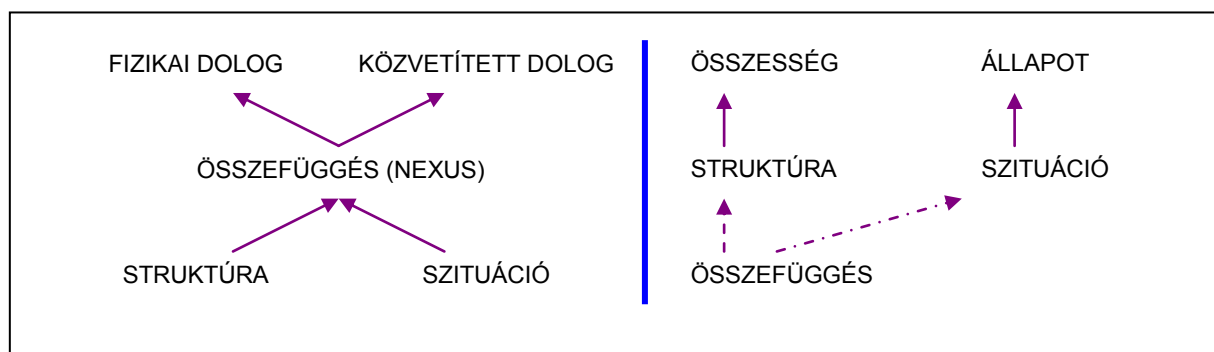 FIZIKAI DOLOG KÖZVETÍTETT DOLOG
ÖSSZEFÜGGÉS (NEXUS)
STRUKTÚRA SZITUÁCIÓ
ÖSSZESSÉG ÁLLAPOT
STRUKTÚRA SZITUÁCIÓ
ÖSSZEFÜGGÉS